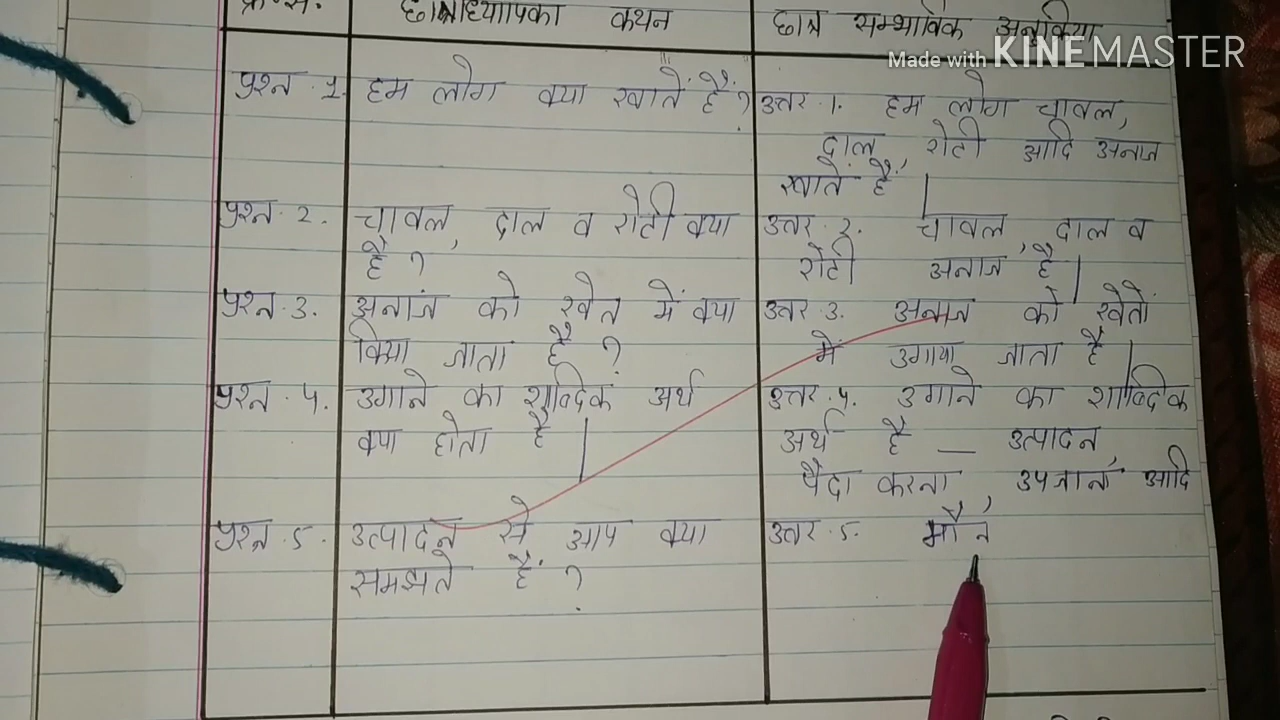 क्र. सं. छात्राध्यापिका कथन छात्र सम्भावित अनुक्रिया
Made with KINEMASTER
प्रश्न 1. हम लोग क्या खाते हैं? उत्तर 1. हम लोग चावल,
दाल, रोटी आदि अनाज
खाते हैं।
प्रश्न 2. चावल, दाल व रोटी क्या उत्तर 2. चावल, दाल व
है? रोटी अनाज है।
प्रश्न 3. अनाज को खेत में क्या उत्तर 3. अनाज को खेतों
किया जाता है? में उगाया जाता है।
प्रश्न 4. उगाने का शाब्दिक अर्थ उत्तर 4. उगाने का शाब्दिक
क्या होता है। अर्थ है — उत्पादन,
पैदा करना, उपजाना आदि
प्रश्न 5. उत्पादन से आप क्या उत्तर 5. मौन
समझते हैं?